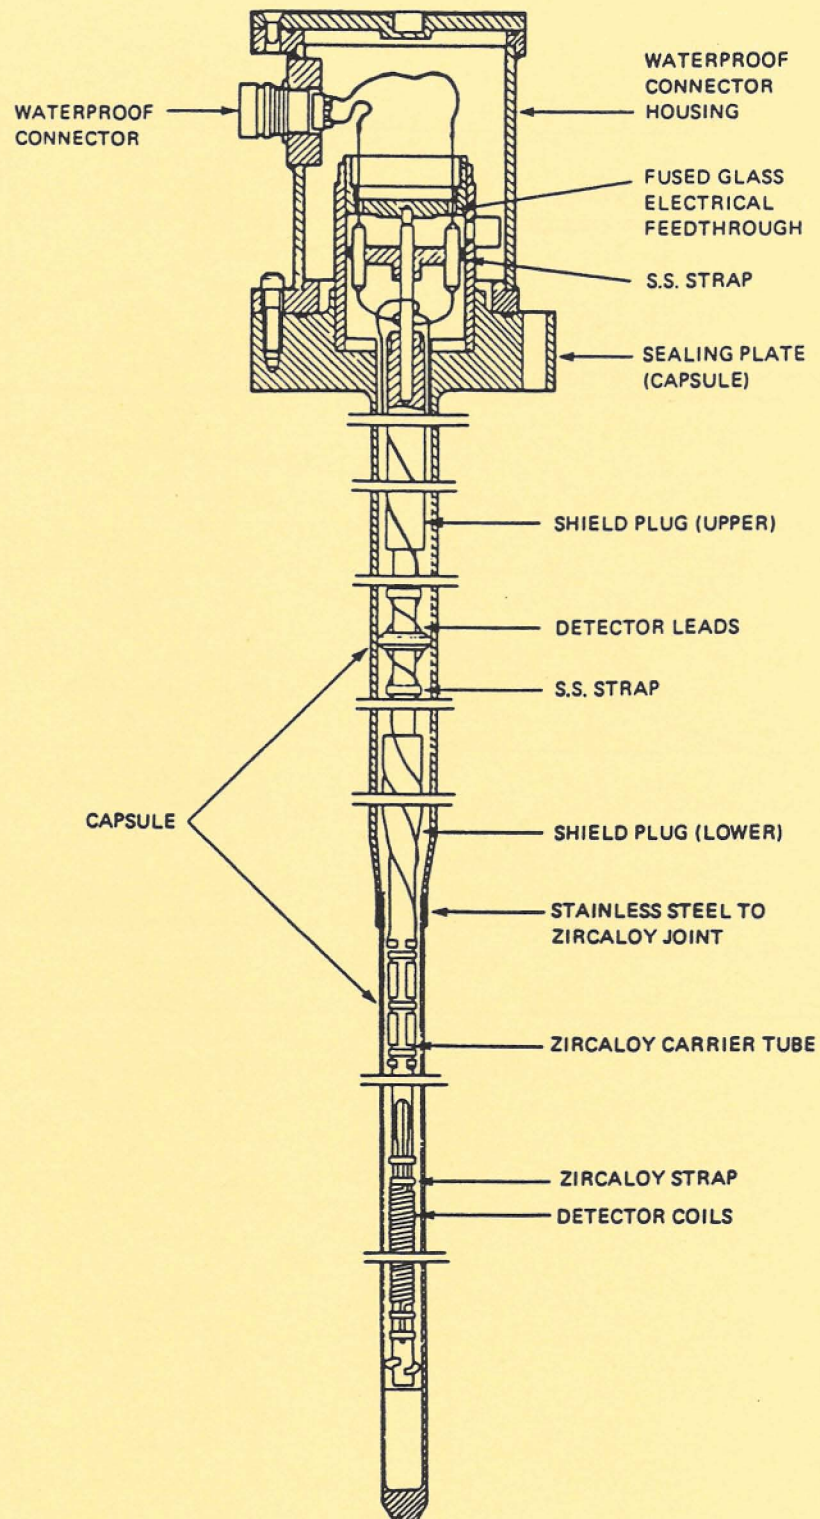 WATERPROOF
CONNECTOR
WATERPROOF
CONNECTOR
HOUSING
FUSED GLASS
ELECTRICAL
FEEDTHROUGH
S.S. STRAP
SEALING PLATE
(CAPSULE)
SHIELD PLUG (UPPER)
DETECTOR LEADS
S.S. STRAP
CAPSULE
SHIELD PLUG (LOWER)
STAINLESS STEEL TO
ZIRCALOY JOINT
ZIRCALOY CARRIER TUBE
ZIRCALOY STRAP
DETECTOR COILS